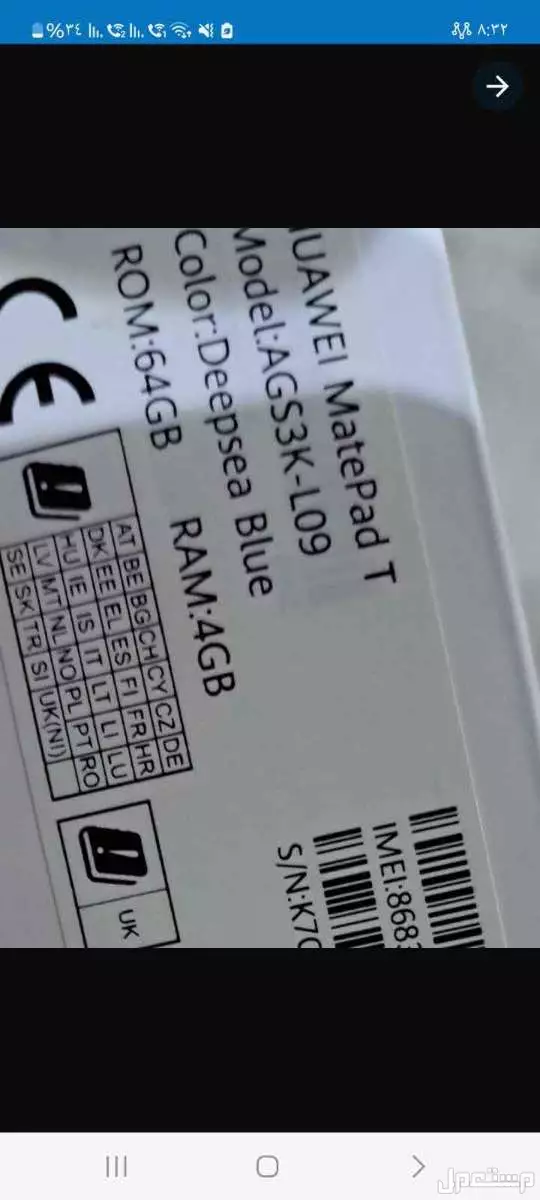 ٨:٣٢
%٣٤
HUAWEI MatePad T
Model:AGS3K-L09
Color:Deepsea Blue
ROM:64GB RAM:4GB
IMEI:8683
S/N:K7
CE
AT BE BG CH CY CZ DE
DK EE EL ES FI FR HR
HU IE IS IT LT LI LU
LV MT NL NO PL PT RO
SE SK TR SI UK(NI)
UK
مستعمل